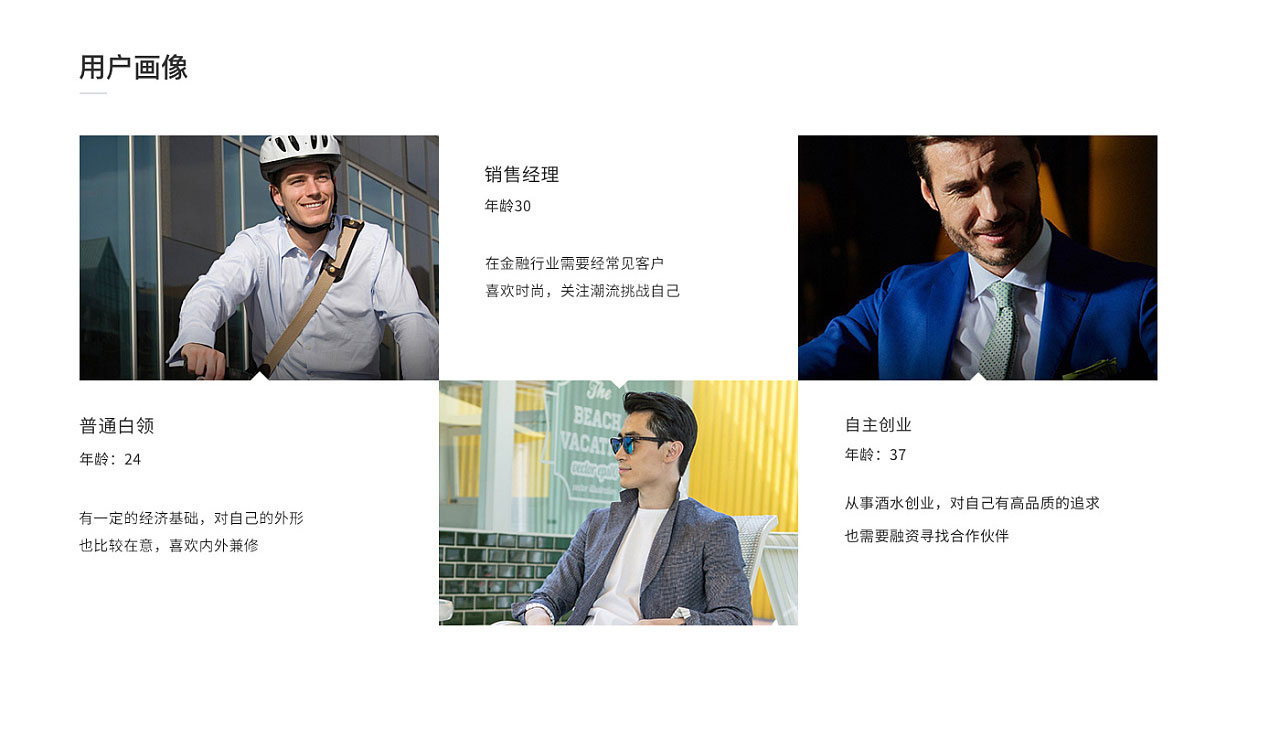 用户画像
销售经理
年龄30
在金融行业需要经常见客户
喜欢时尚，关注潮流挑战自己
普通白领
年龄：24
有一定的经济基础，对自己的外形
也比较在意，喜欢内外兼修
The
BEACH
VACAT
自主创业
年龄：37
从事酒水创业，对自己有高品质的追求
也需要融资寻找合作伙伴